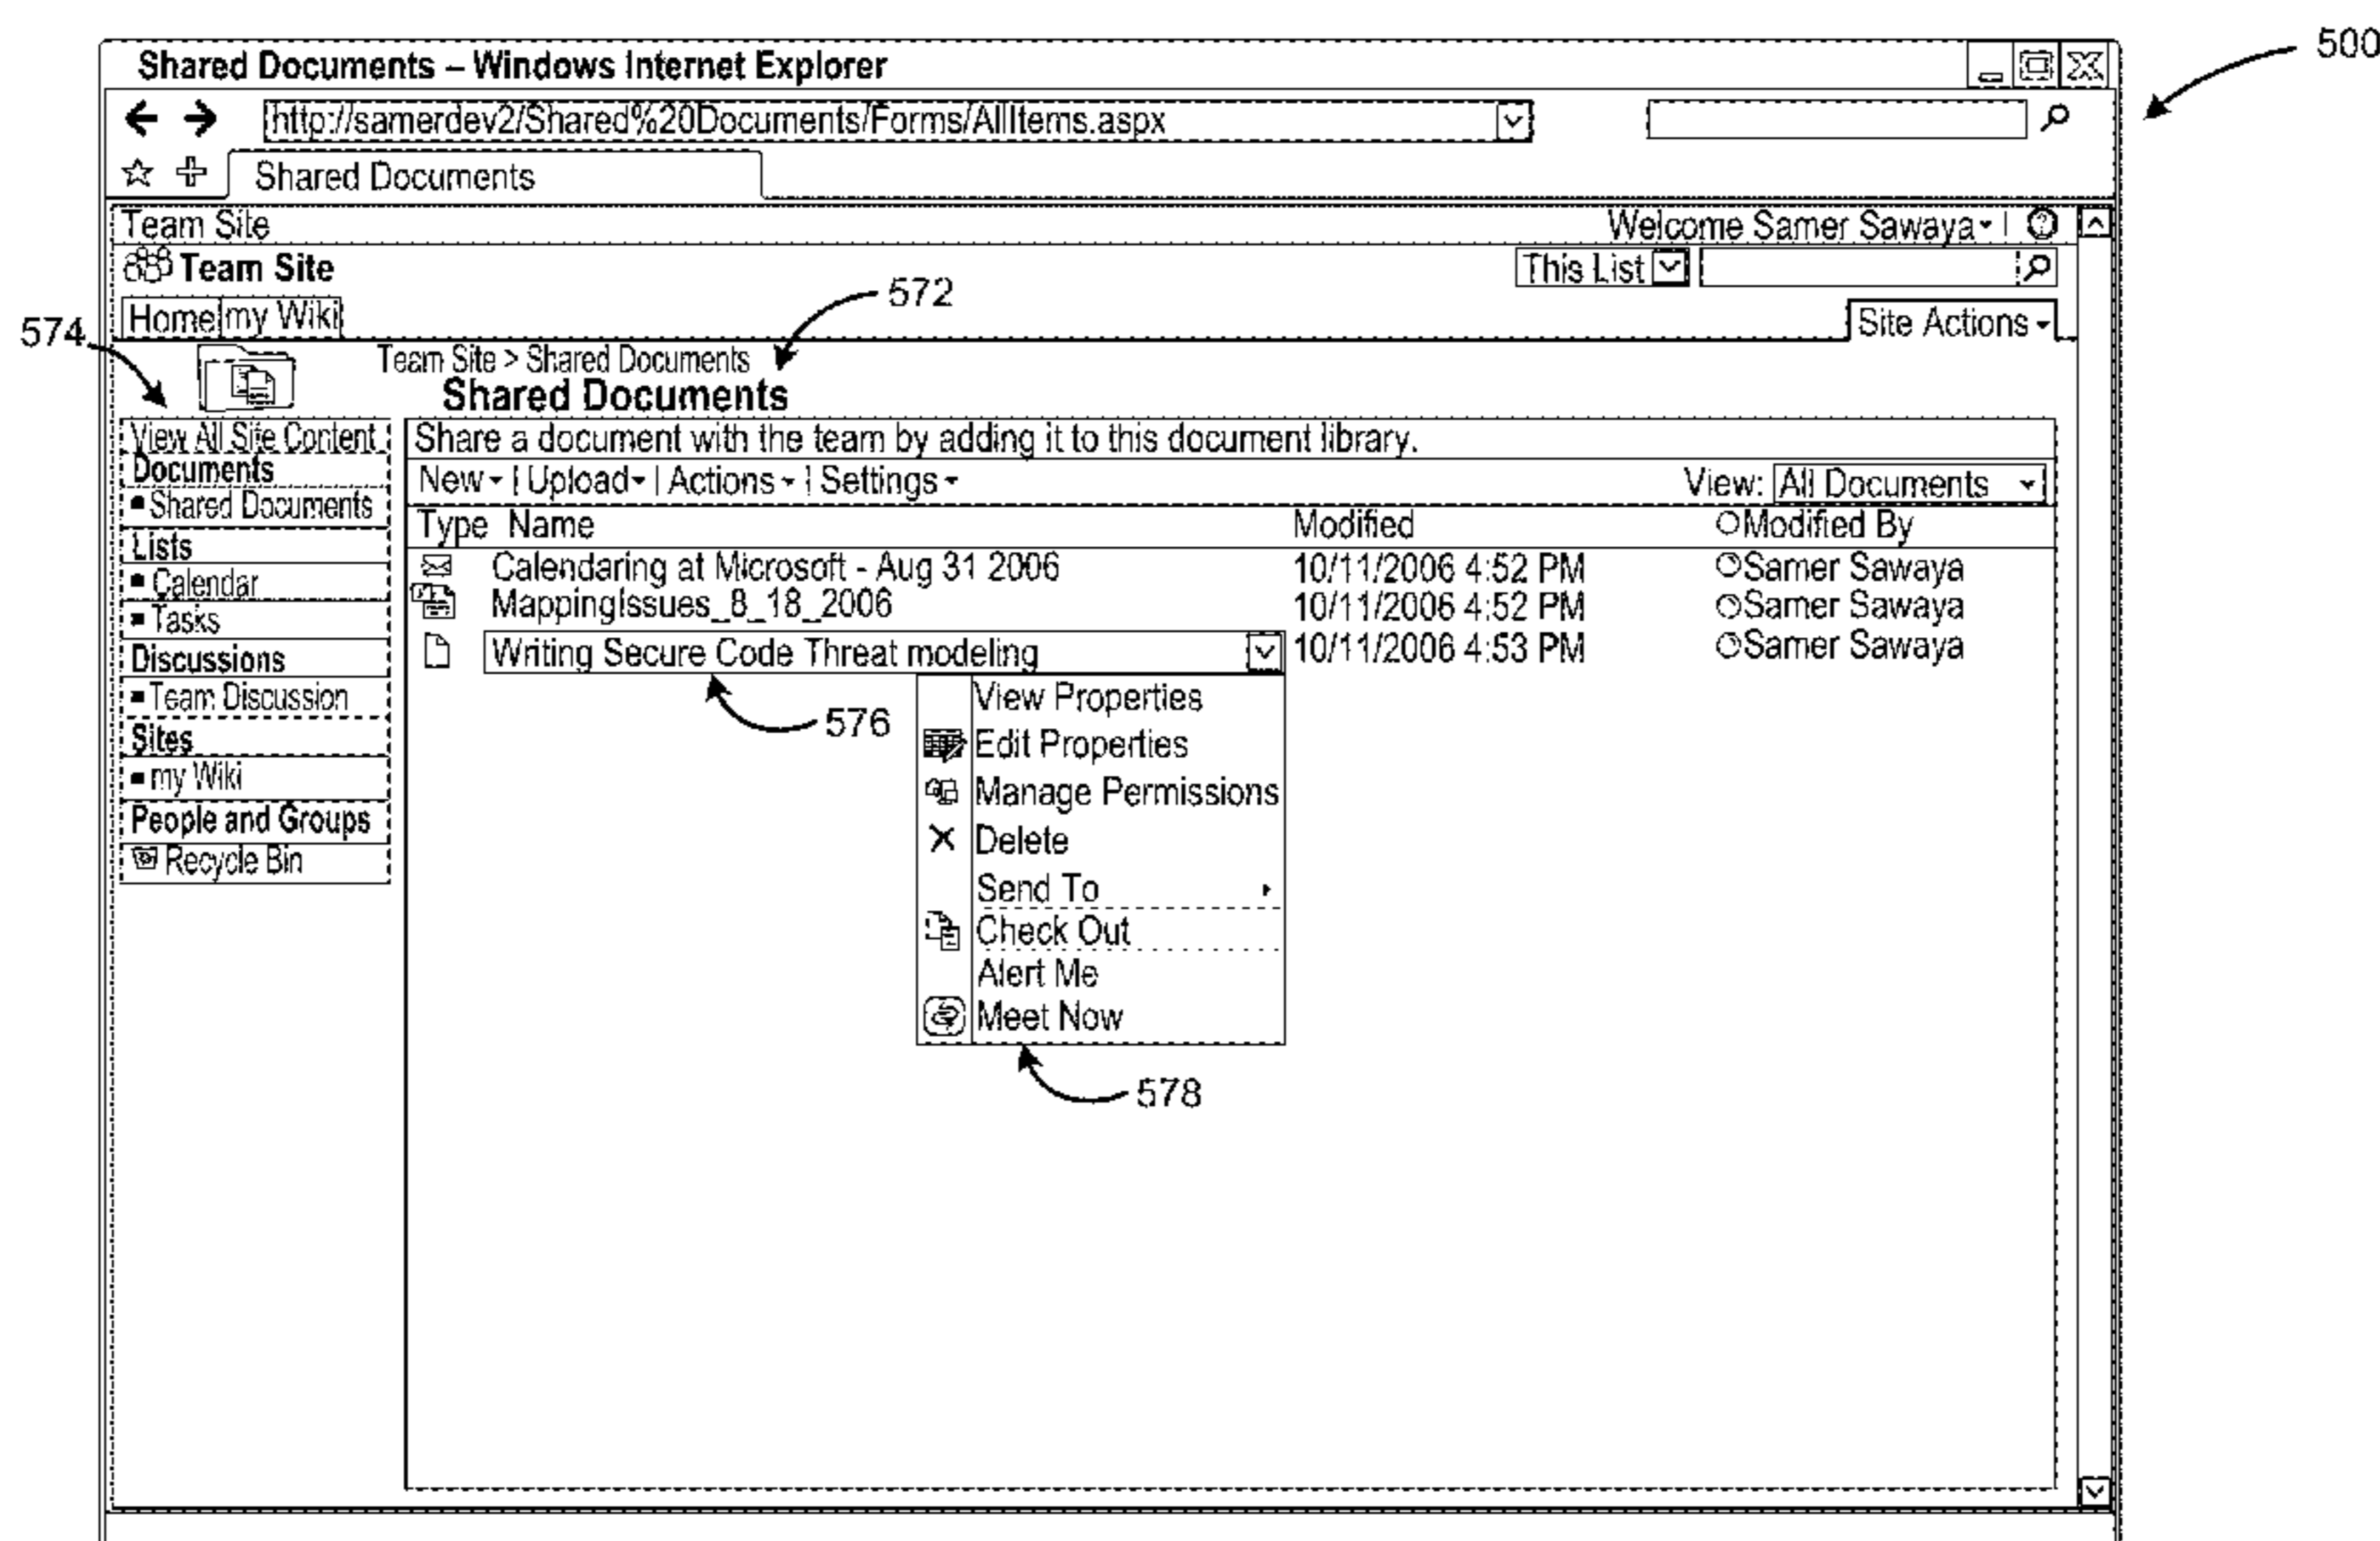 500
Shared Documents – Windows Internet Explorer
http://samerdev2/Shared%20Documents/Forms/AllItems.aspx
Shared Documents
Team Site Welcome Samer Sawaya
Team Site This List
572
Home my Wiki Site Actions
574
Team Site > Shared Documents
Shared Documents
View All Site Content
Documents
Shared Documents
Lists
Calendar
Tasks
Discussions
Team Discussion
Sites
my Wiki
People and Groups
Recycle Bin
Share a document with the team by adding it to this document library.
New | Upload | Actions | Settings View: All Documents
Type Name Modified Modified By
Calendaring at Microsoft - Aug 31 2006 10/11/2006 4:52 PM Samer Sawaya
MappingIssues_8_18_2006 10/11/2006 4:52 PM Samer Sawaya
Writing Secure Code Threat modeling 10/11/2006 4:53 PM Samer Sawaya
576
View Properties
Edit Properties
Manage Permissions
Delete
Send To
Check Out
Alert Me
Meet Now
578